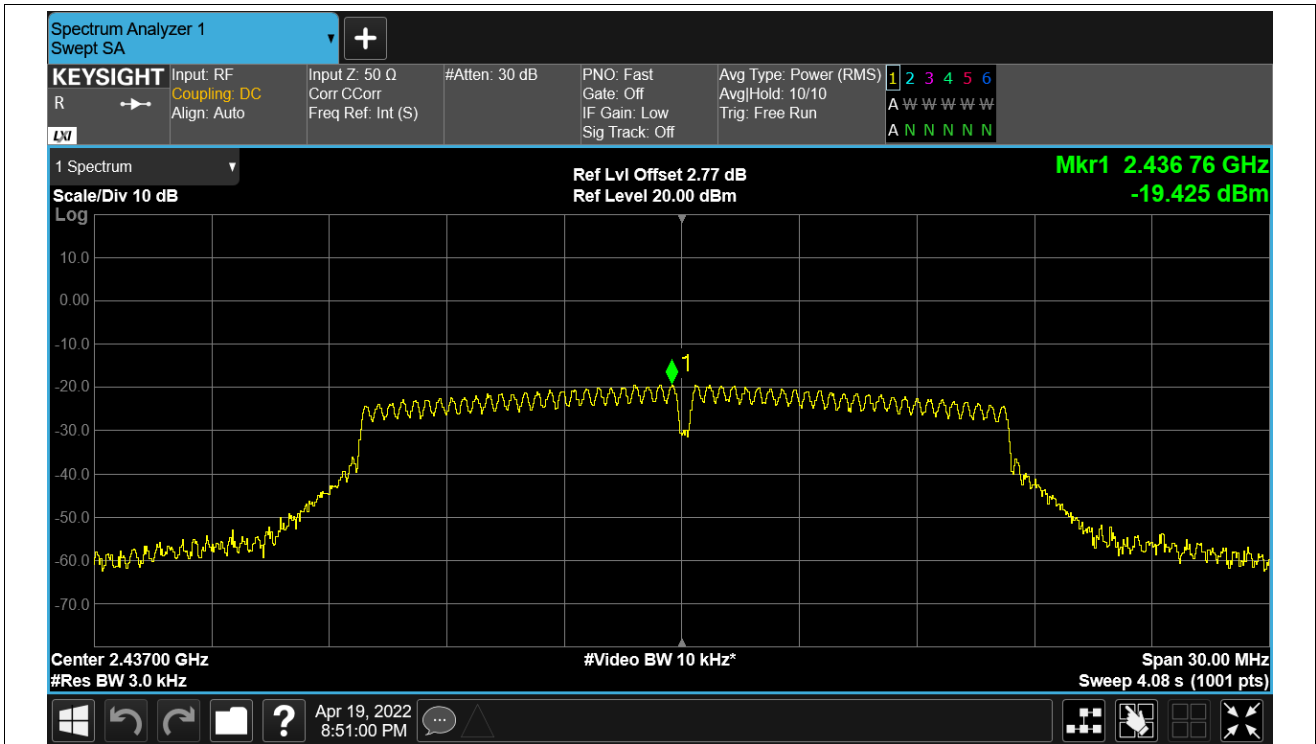 Spectrum Analyzer 1
Swept SA
KEYSIGHT
R
LXI
Input: RF
Coupling: DC
Align: Auto
Input Z: 50 Ω
Corr CCorr
Freq Ref: Int (S)
#Atten: 30 dB
PNO: Fast
Gate: Off
IF Gain: Low
Sig Track: Off
Avg Type: Power (RMS)
Avg|Hold: 10/10
Trig: Free Run
1 2 3 4 5 6
A W W W W W
A N N N N N
1 Spectrum
Scale/Div 10 dB
Log
Ref Lvl Offset 2.77 dB
Ref Level 20.00 dBm
Mkr1 2.436 76 GHz
-19.425 dBm
10.0
0.00
-10.0
-20.0
-30.0
-40.0
-50.0
-60.0
-70.0
1
Center 2.43700 GHz
#Res BW 3.0 kHz
#Video BW 10 kHz*
Span 30.00 MHz
Sweep 4.08 s (1001 pts)
?
Apr 19, 2022
8:51:00 PM